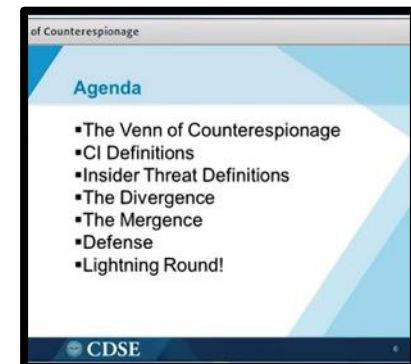 of Counterespionage
Agenda
▪The Venn of Counterespionage
▪CI Definitions
▪Insider Threat Definitions
▪The Divergence
▪The Mergence
▪Defense
▪Lightning Round!
CDSE
6